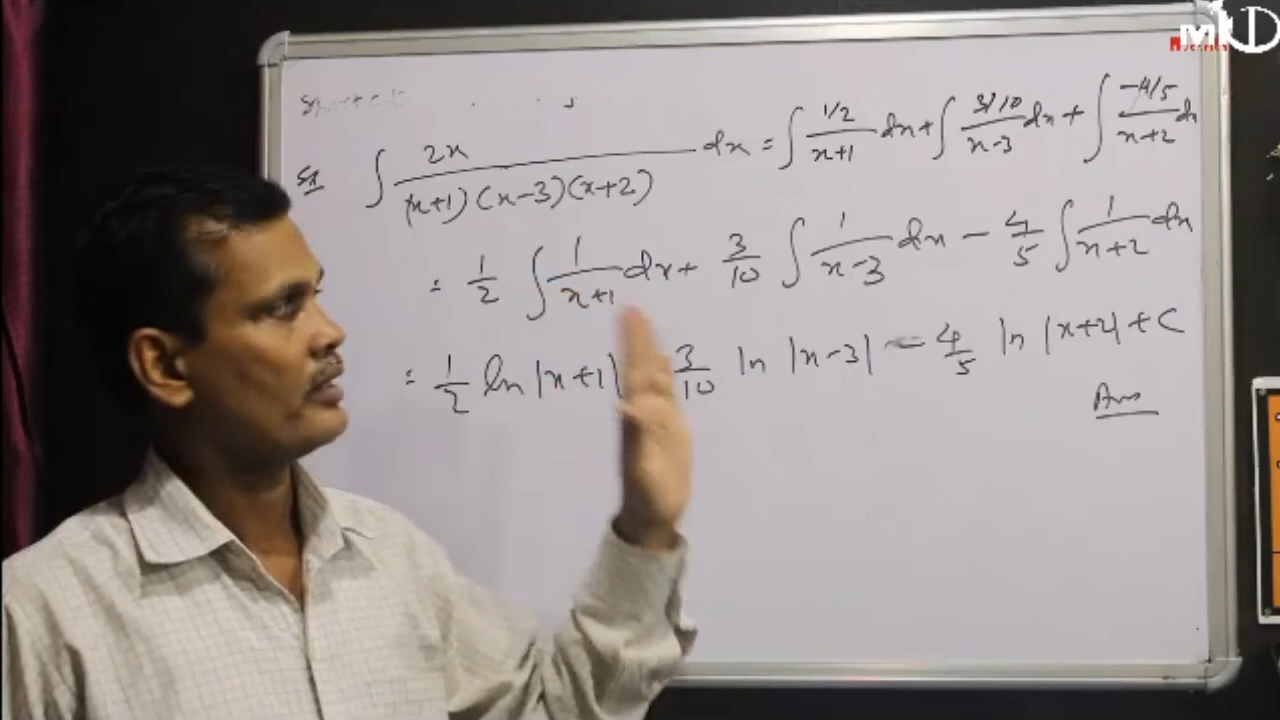 Ex ∫ 2x / (x+1)(x-3)(x+2) dx = ∫ 1/2 / x+1 dx + ∫ 3/10 / x-3 dx + ∫ -4/5 / x+2 dx
= 1/2 ∫ 1/x+1 dx + 3/10 ∫ 1/x-3 dx - 4/5 ∫ 1/x+2 dx
= 1/2 ln |x+1| 3/10 ln |x-3| - 4/5 ln |x+2| + C
Ans